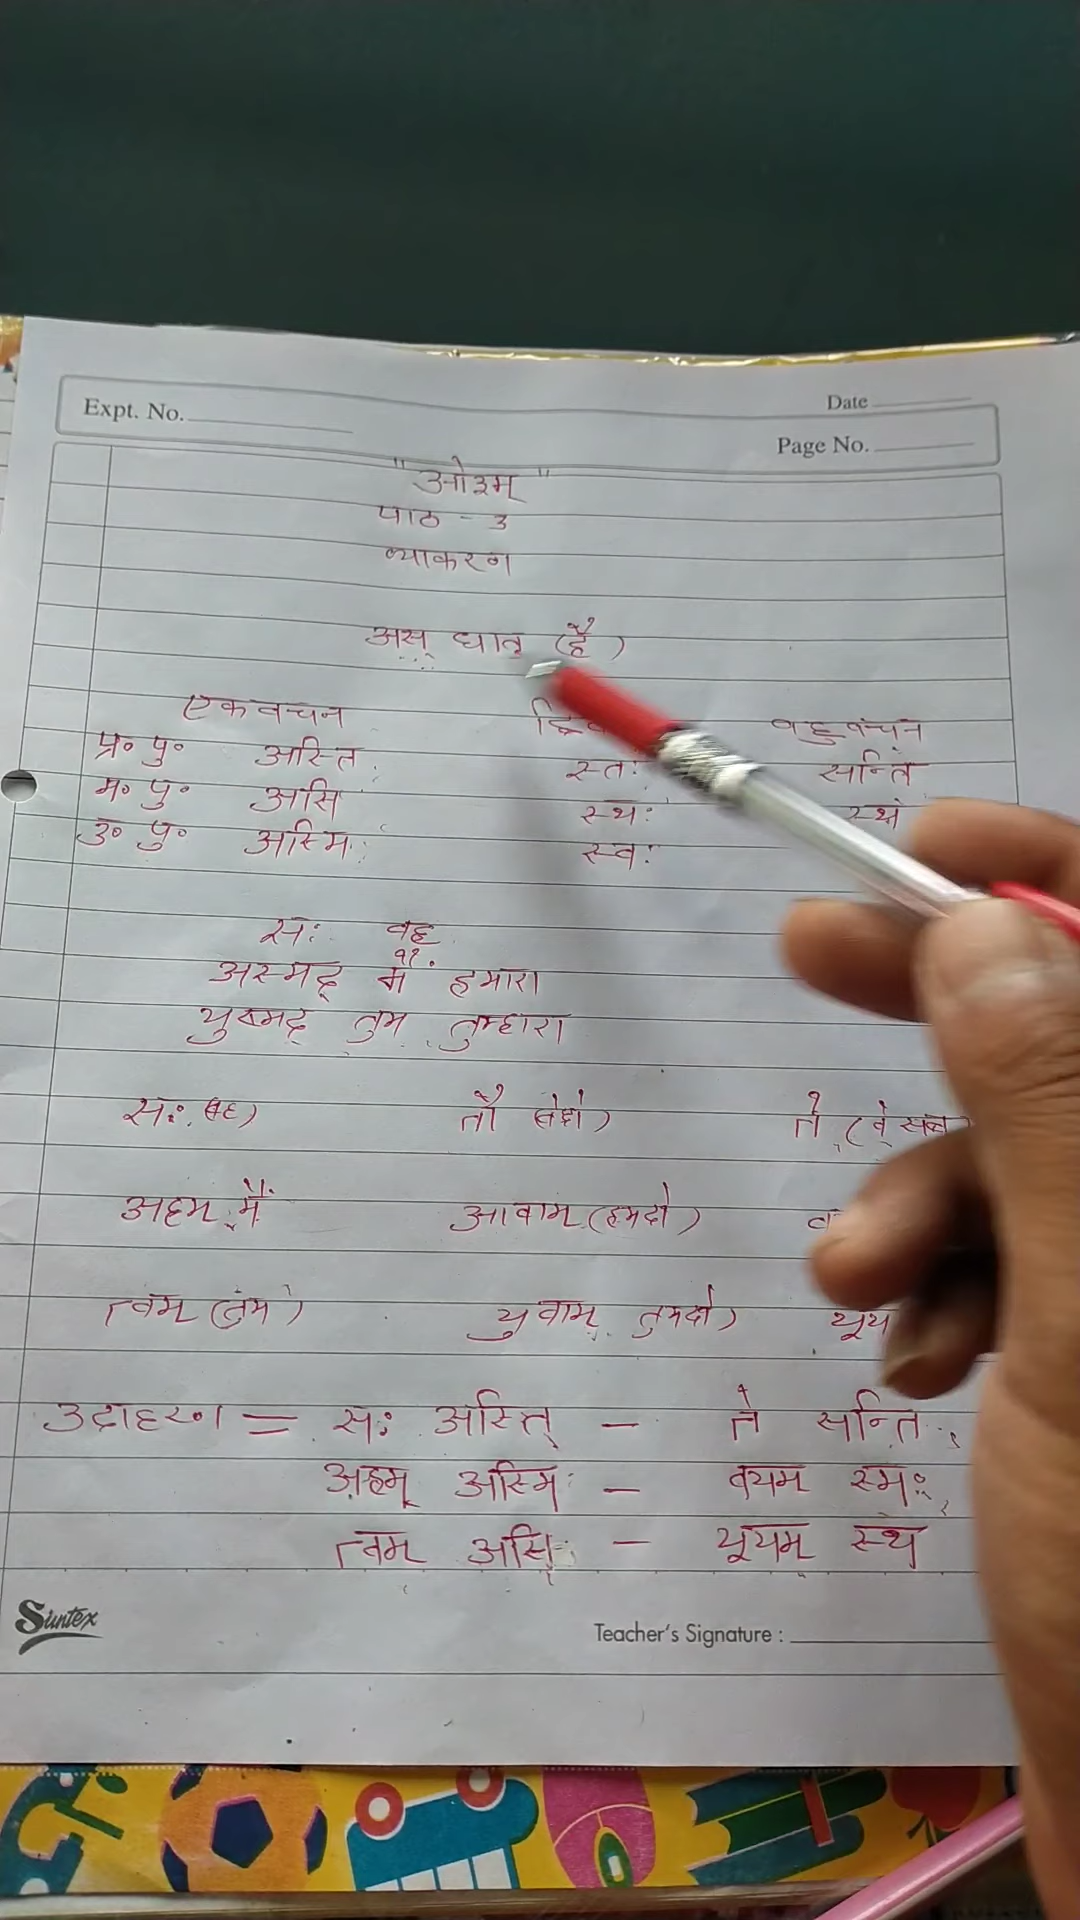 Expt. No.
Date
Page No.
"ओ३म्"
पाठ - ३
व्याकरण
अस् धातु (है)
एकवचन बहुवचन
प्र० पु० अस्ति स्तः सन्ति
म० पु० असि स्थः स्थ
उ० पु० अस्मि स्वः
सः वह
अस्मद् मैं हमारा
युष्मद् तुम तुम्हारा
सः (वह) तौ (वेदो) ते (वे सब
अहम् मैं आवाम् (हमदो)
त्वम् (तुम) युवाम् तुमदो)
उदाहरण = सः अस्ति - ते सन्ति
अहम् अस्मि - वयम स्मः
त्वम् असि - यूयम् स्थ
Suntex
Teacher's Signature :